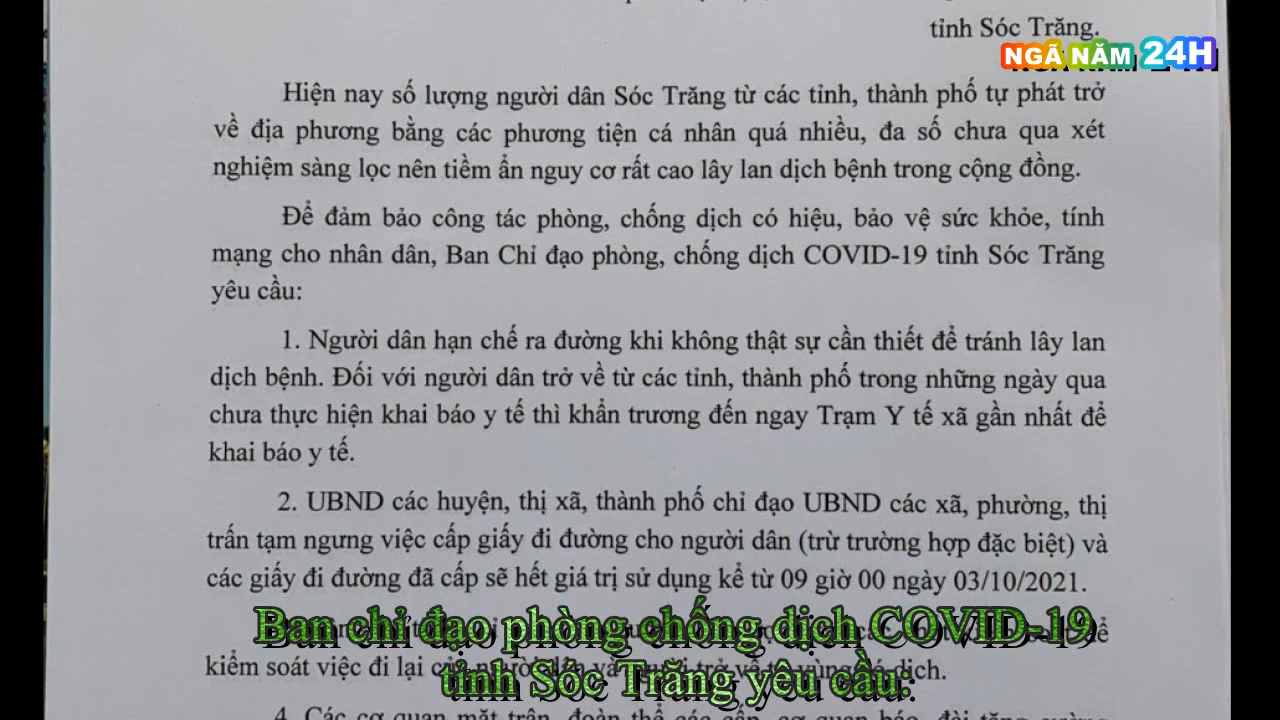 tỉnh Sóc Trăng.
NGÃ NĂM 24H
Hiện nay số lượng người dân Sóc Trăng từ các tỉnh, thành phố tự phát trở
về địa phương bằng các phương tiện cá nhân quá nhiều, đa số chưa qua xét
nghiệm sàng lọc nên tiềm ẩn nguy cơ rất cao lây lan dịch bệnh trong cộng đồng.
Để đảm bảo công tác phòng, chống dịch có hiệu, bảo vệ sức khỏe, tính
mạng cho nhân dân, Ban Chỉ đạo phòng, chống dịch COVID-19 tỉnh Sóc Trăng
yêu cầu:
1. Người dân hạn chế ra đường khi không thật sự cần thiết để tránh lây lan
dịch bệnh. Đối với người dân trở về từ các tỉnh, thành phố trong những ngày qua
chưa thực hiện khai báo y tế thì khẩn trương đến ngay Trạm Y tế xã gần nhất để
khai báo y tế.
2. UBND các huyện, thị xã, thành phố chỉ đạo UBND các xã, phường, thị
trấn tạm ngưng việc cấp giấy đi đường cho người dân (trừ trường hợp đặc biệt) và
các giấy đi đường đã cấp sẽ hết giá trị sử dụng kể từ 09 giờ 00 ngày 03/10/2021.
Ban chỉ đạo phòng chống dịch COVID-19
kiểm soát việc đi lại của người dân và người trở về từ vùng có dịch.
tỉnh Sóc Trăng yêu cầu:
4. Các cơ quan mặt trận, đoàn thể các cấp, cơ quan báo, đài tăng cường